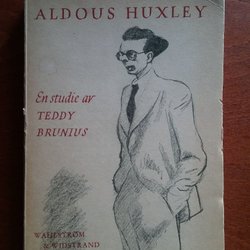 ALDOUS HUXLEY
En studie av
TEDDY
BRUNIUS
WAHLSTRÖM
& WIDSTRAND